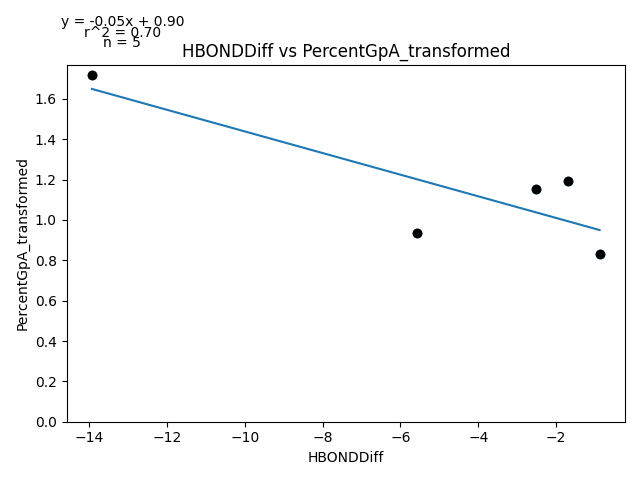 y = -0.05x + 0.90
r^2 = 0.70
n = 5
HBONDDiff vs PercentGpA_transformed
1.6
1.4
1.2
1.0
0.8
0.6
0.4
0.2
0.0
PercentGpA_transformed
−14
−12
−10
−8
−6
−4
−2
HBONDDiff